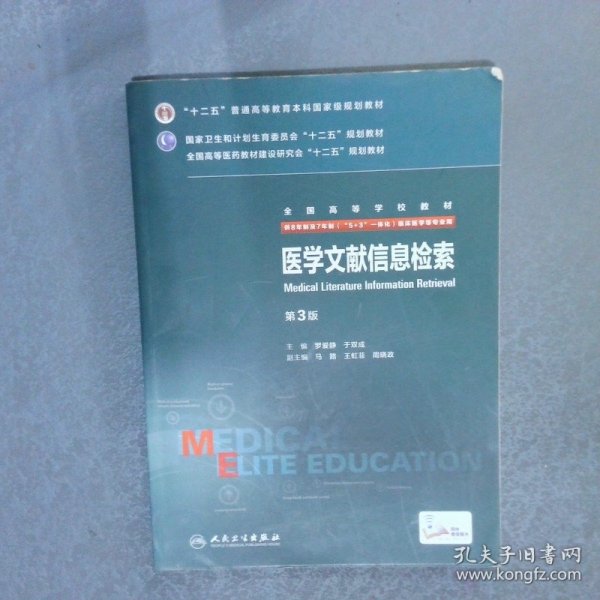 “十二五”普通高等教育本科国家级规划教材
国家卫生和计划生育委员会“十二五”规划教材
全国高等医药教材建设研究会“十二五”规划教材
全国高等学校教材
供8年制及7年制（“5+3”一体化）临床医学等专业用
医学文献信息检索
Medical Literature Information Retrieval
第3版
主编 罗爱静 于双成
副主编 马路 王虹菲 周晓政
MEDICAL
ELITE EDUCATION
人民卫生出版社
孔夫子旧书网
www.kongfz.com